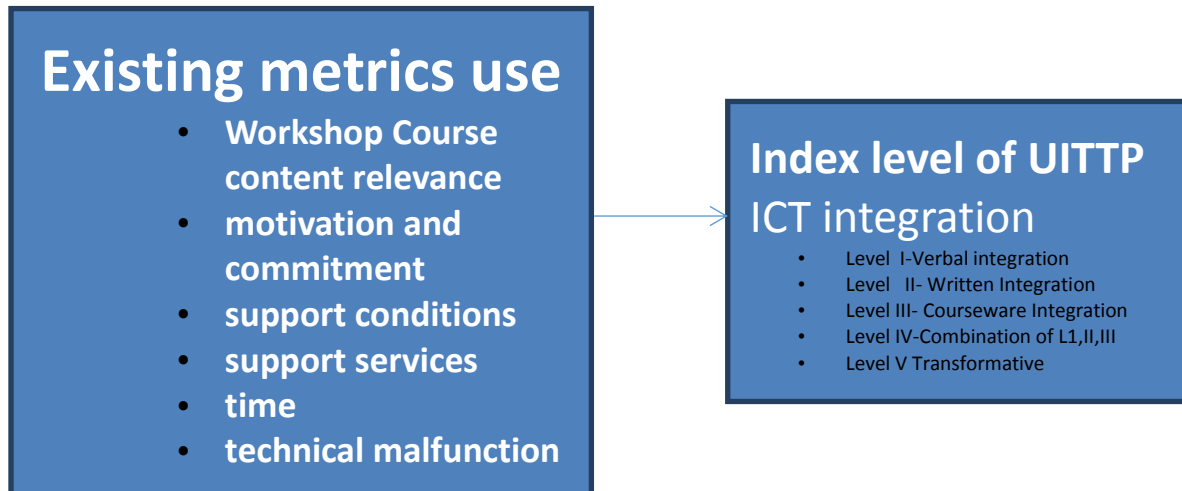 Existing metrics use
• Workshop Course
content relevance
• motivation and
commitment
• support conditions
• support services
• time
• technical malfunction
Index level of UITTP
ICT integration
• Level I-Verbal integration
• Level II- Written Integration
• Level III- Courseware Integration
• Level IV-Combination of L1,II,III
• Level V Transformative